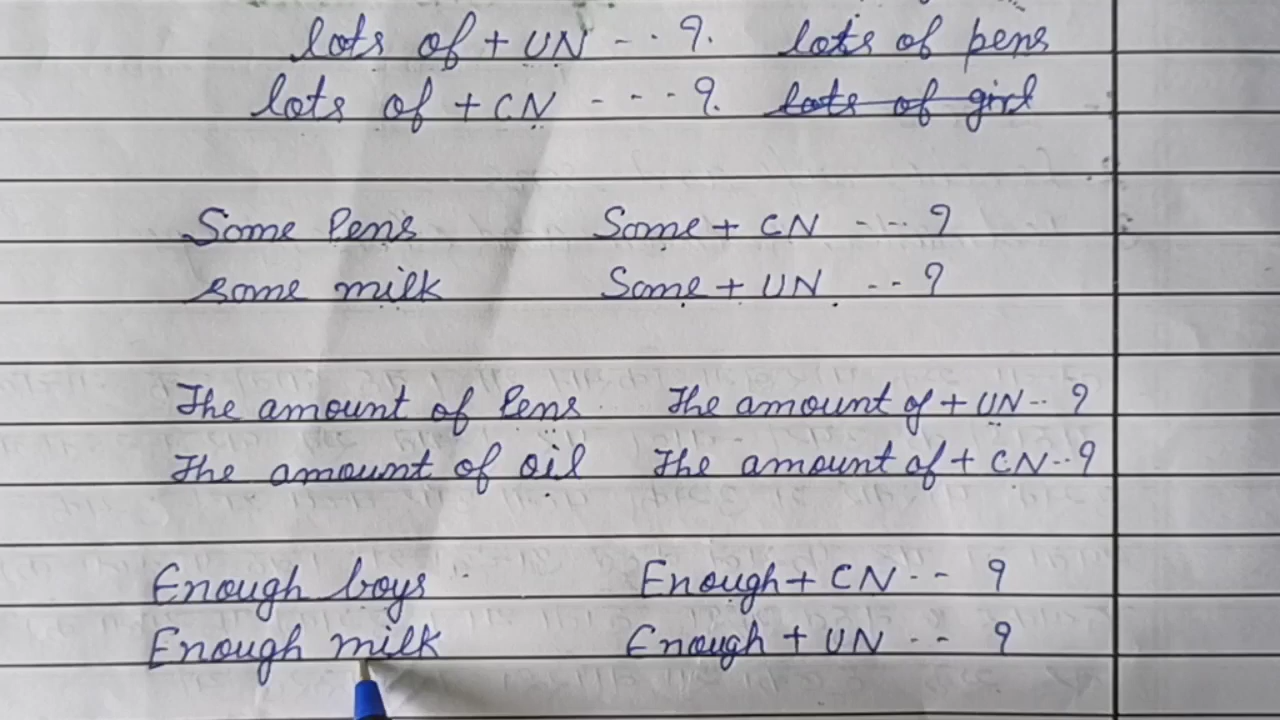 lots of + UN -- ?. lots of pens
lots of + CN --- ?. lots of girl
Some Pens Some + CN --- ?
some milk Some + UN -- ?
The amount of Pens The amount of + UN -- ?
The amount of oil The amount of + CN -- ?
Enough boys Enough + CN -- ?
Enough milk Enough + UN -- ?